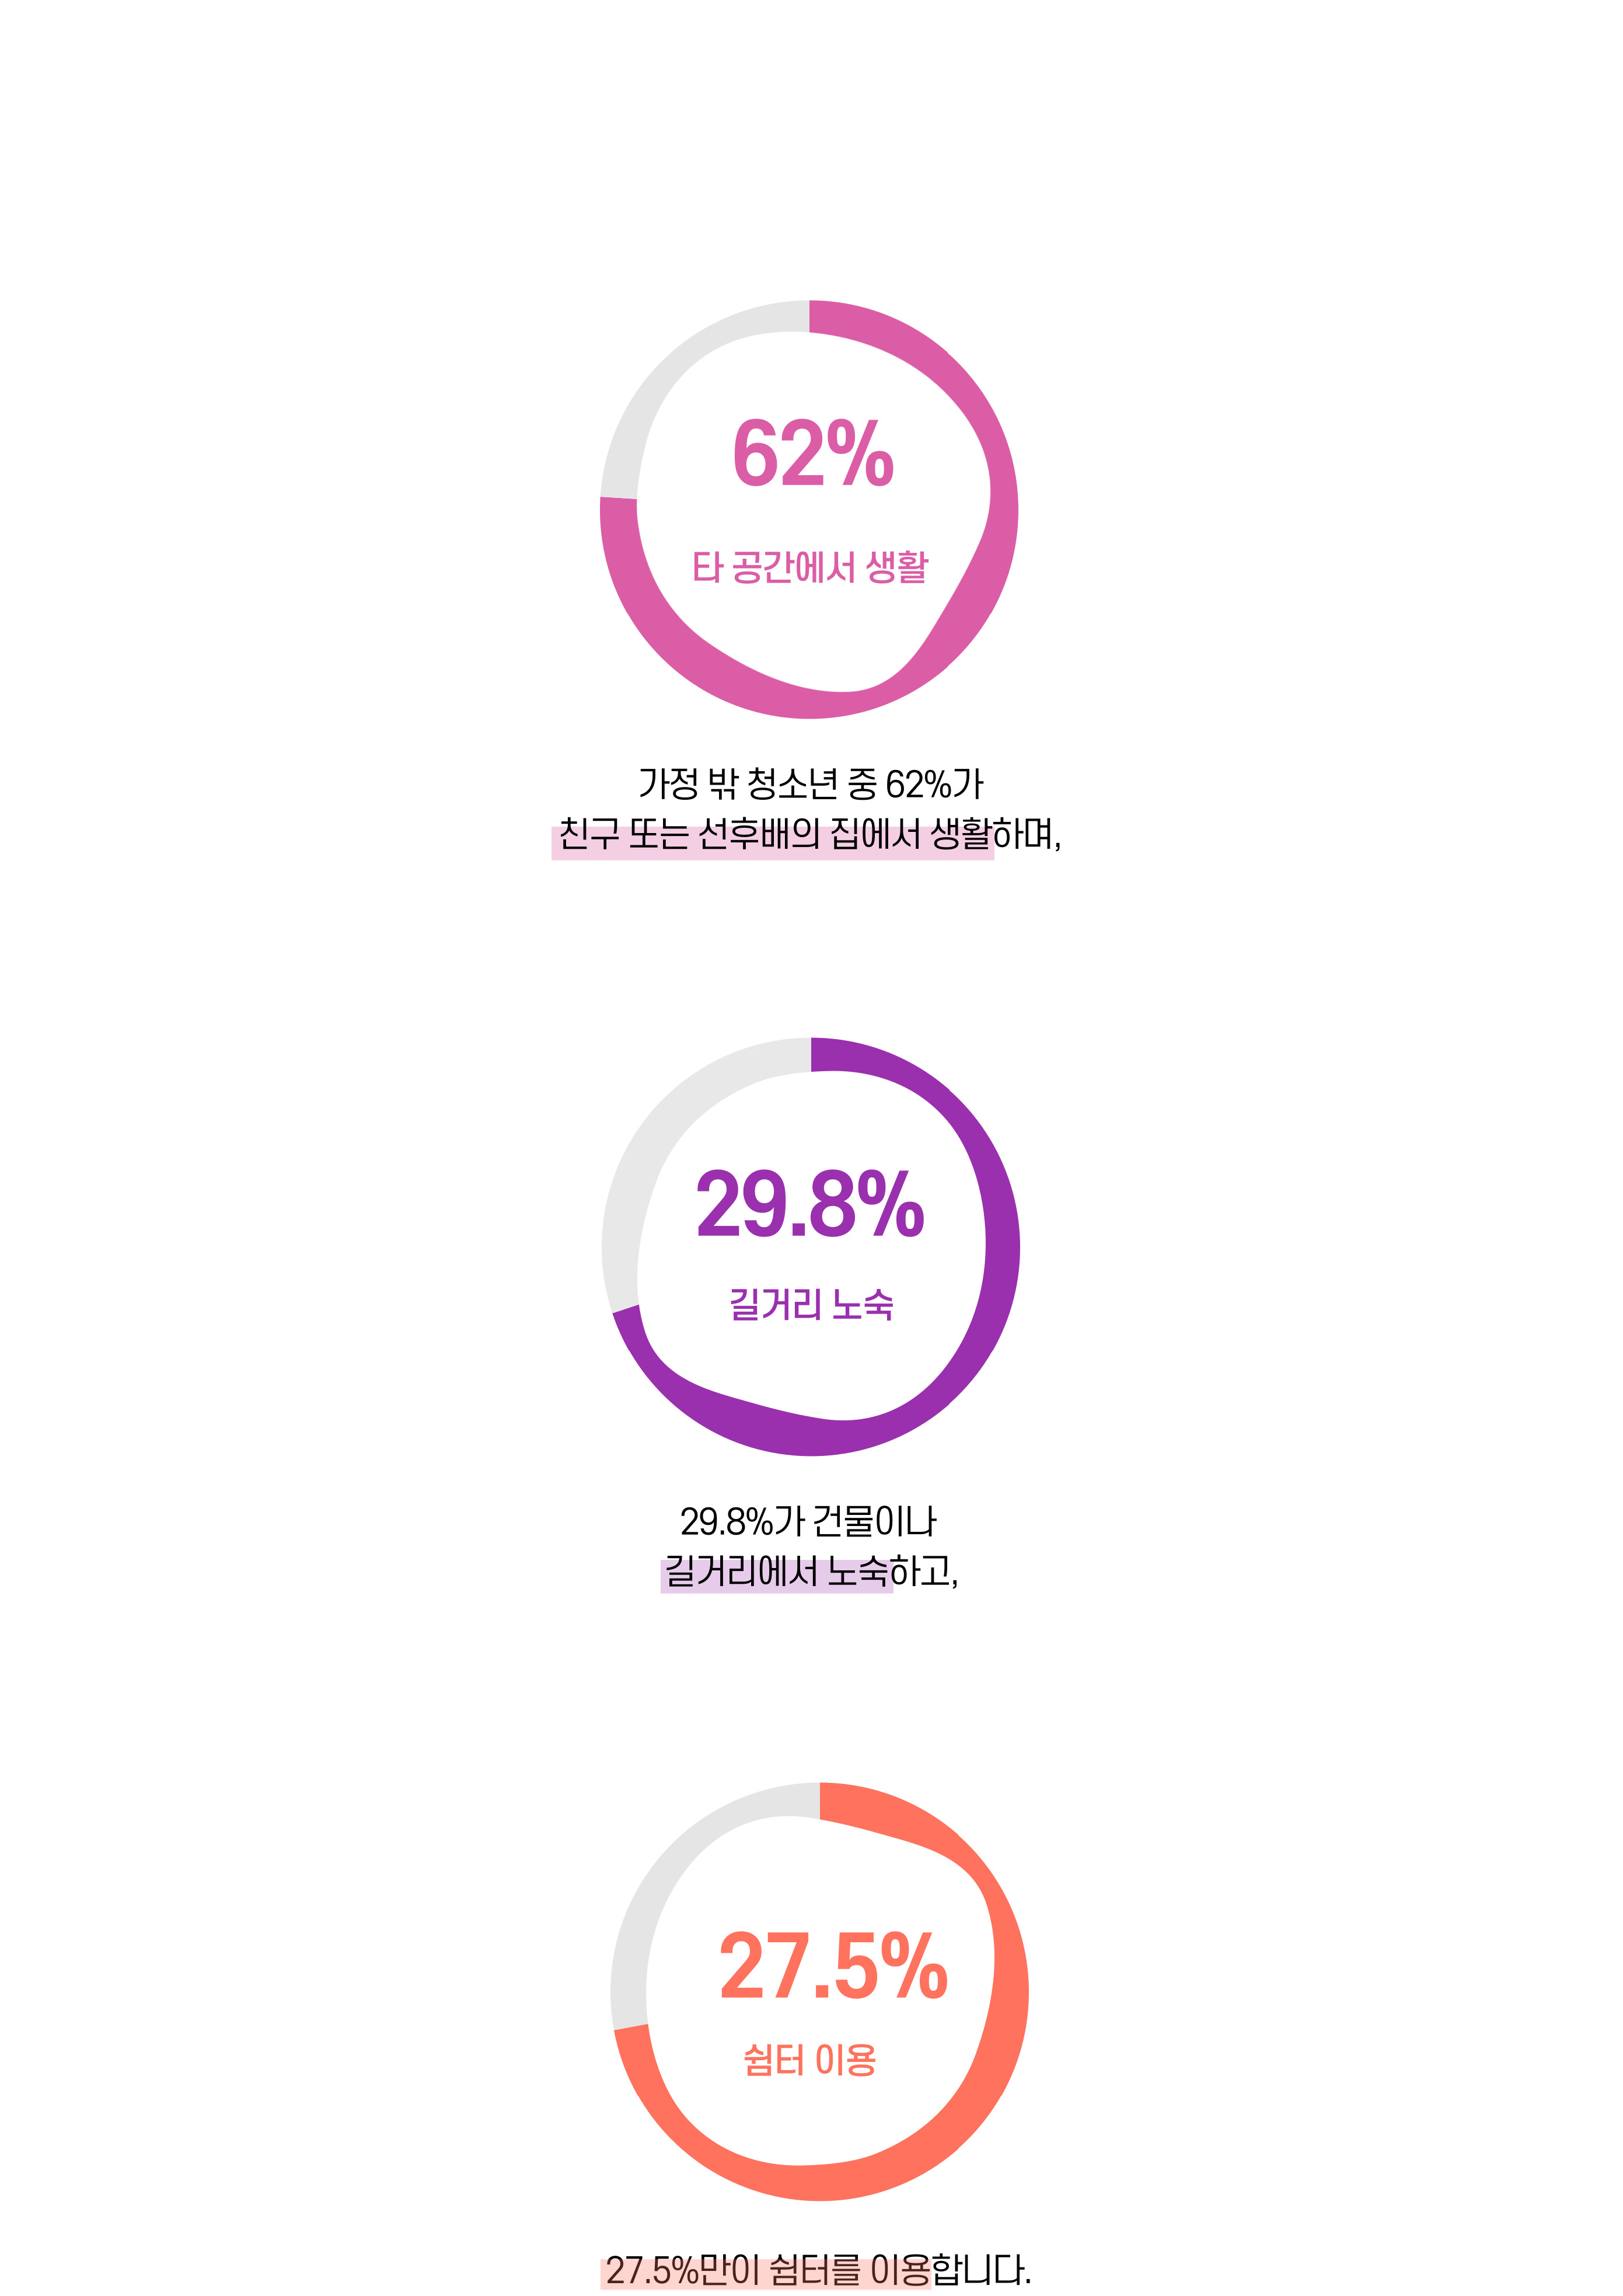 62%
타 공간에서 생활
가정 밖 청소년 중 62%가
친구 또는 선후배의 집에서 생활하며,
29.8%
길거리 노숙
29.8%가 건물이나
길거리에서 노숙하고,
27.5%
쉼터 이용
27.5%만이 쉼터를 이용합니다.